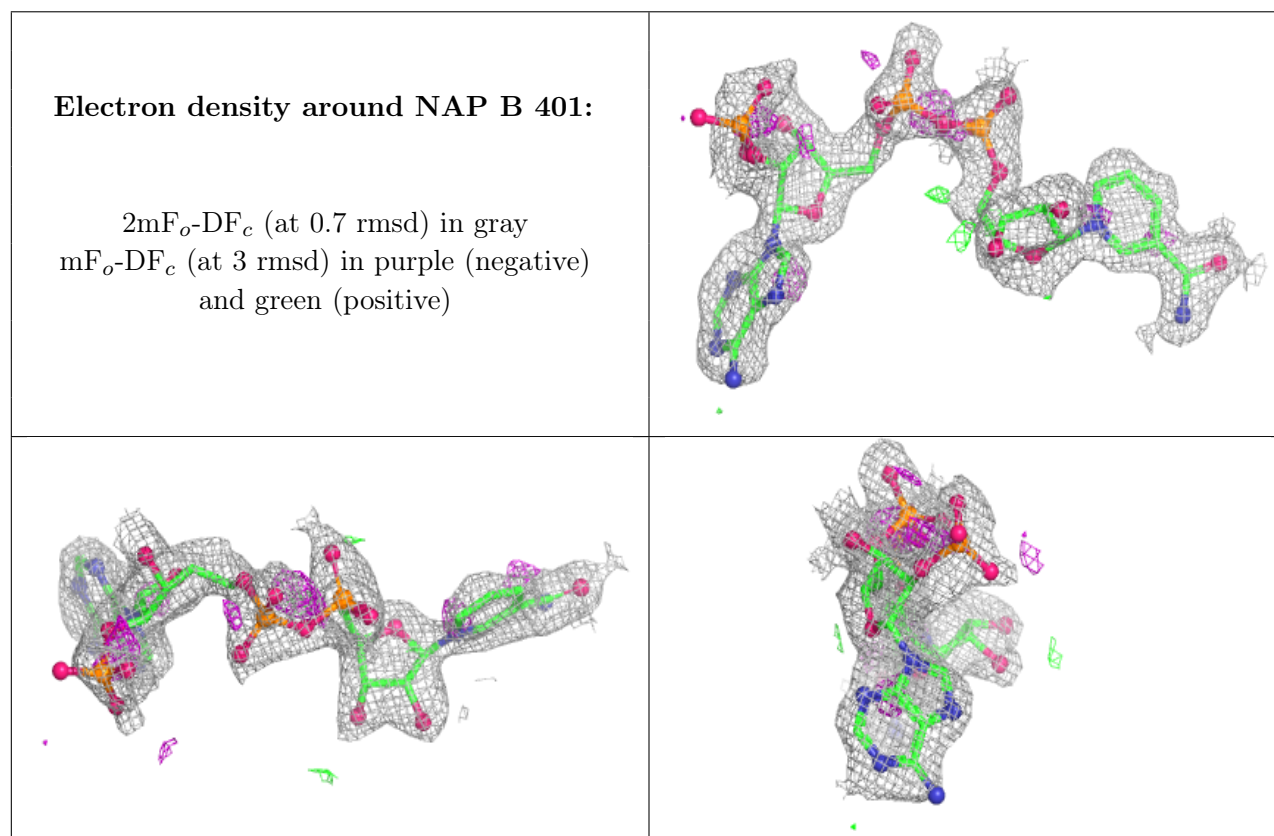 Electron density around NAP B 401:
2mFₒ-DF𝒸 (at 0.7 rmsd) in gray
mFₒ-DF𝒸 (at 3 rmsd) in purple (negative)
and green (positive)